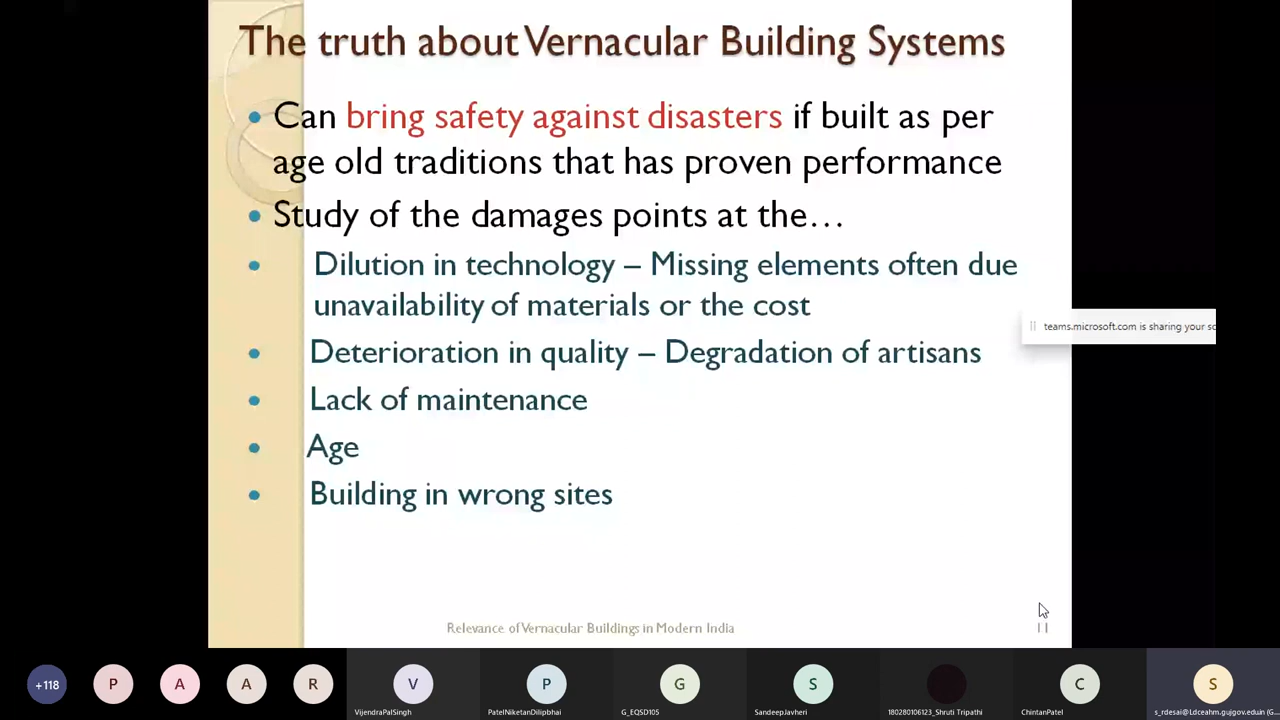 The truth about Vernacular Building Systems
Can bring safety against disasters if built as per
age old traditions that has proven performance
Study of the damages points at the…
Dilution in technology – Missing elements often due
unavailability of materials or the cost
Deterioration in quality – Degradation of artisans
Lack of maintenance
Age
Building in wrong sites
teams.microsoft.com is sharing your sc
Relevance of Vernacular Buildings in Modern India
11
+118
P
A
A
R
V
P
G
S
C
S
VijendraPalSingh
PatelNiketanDilipbhai
G_EQSD105
SandeepJavheri
180280106123_Shruti Tripathi
ChintanPatel
s_rdesai@Ldceahm.gujgov.edu.in (G...